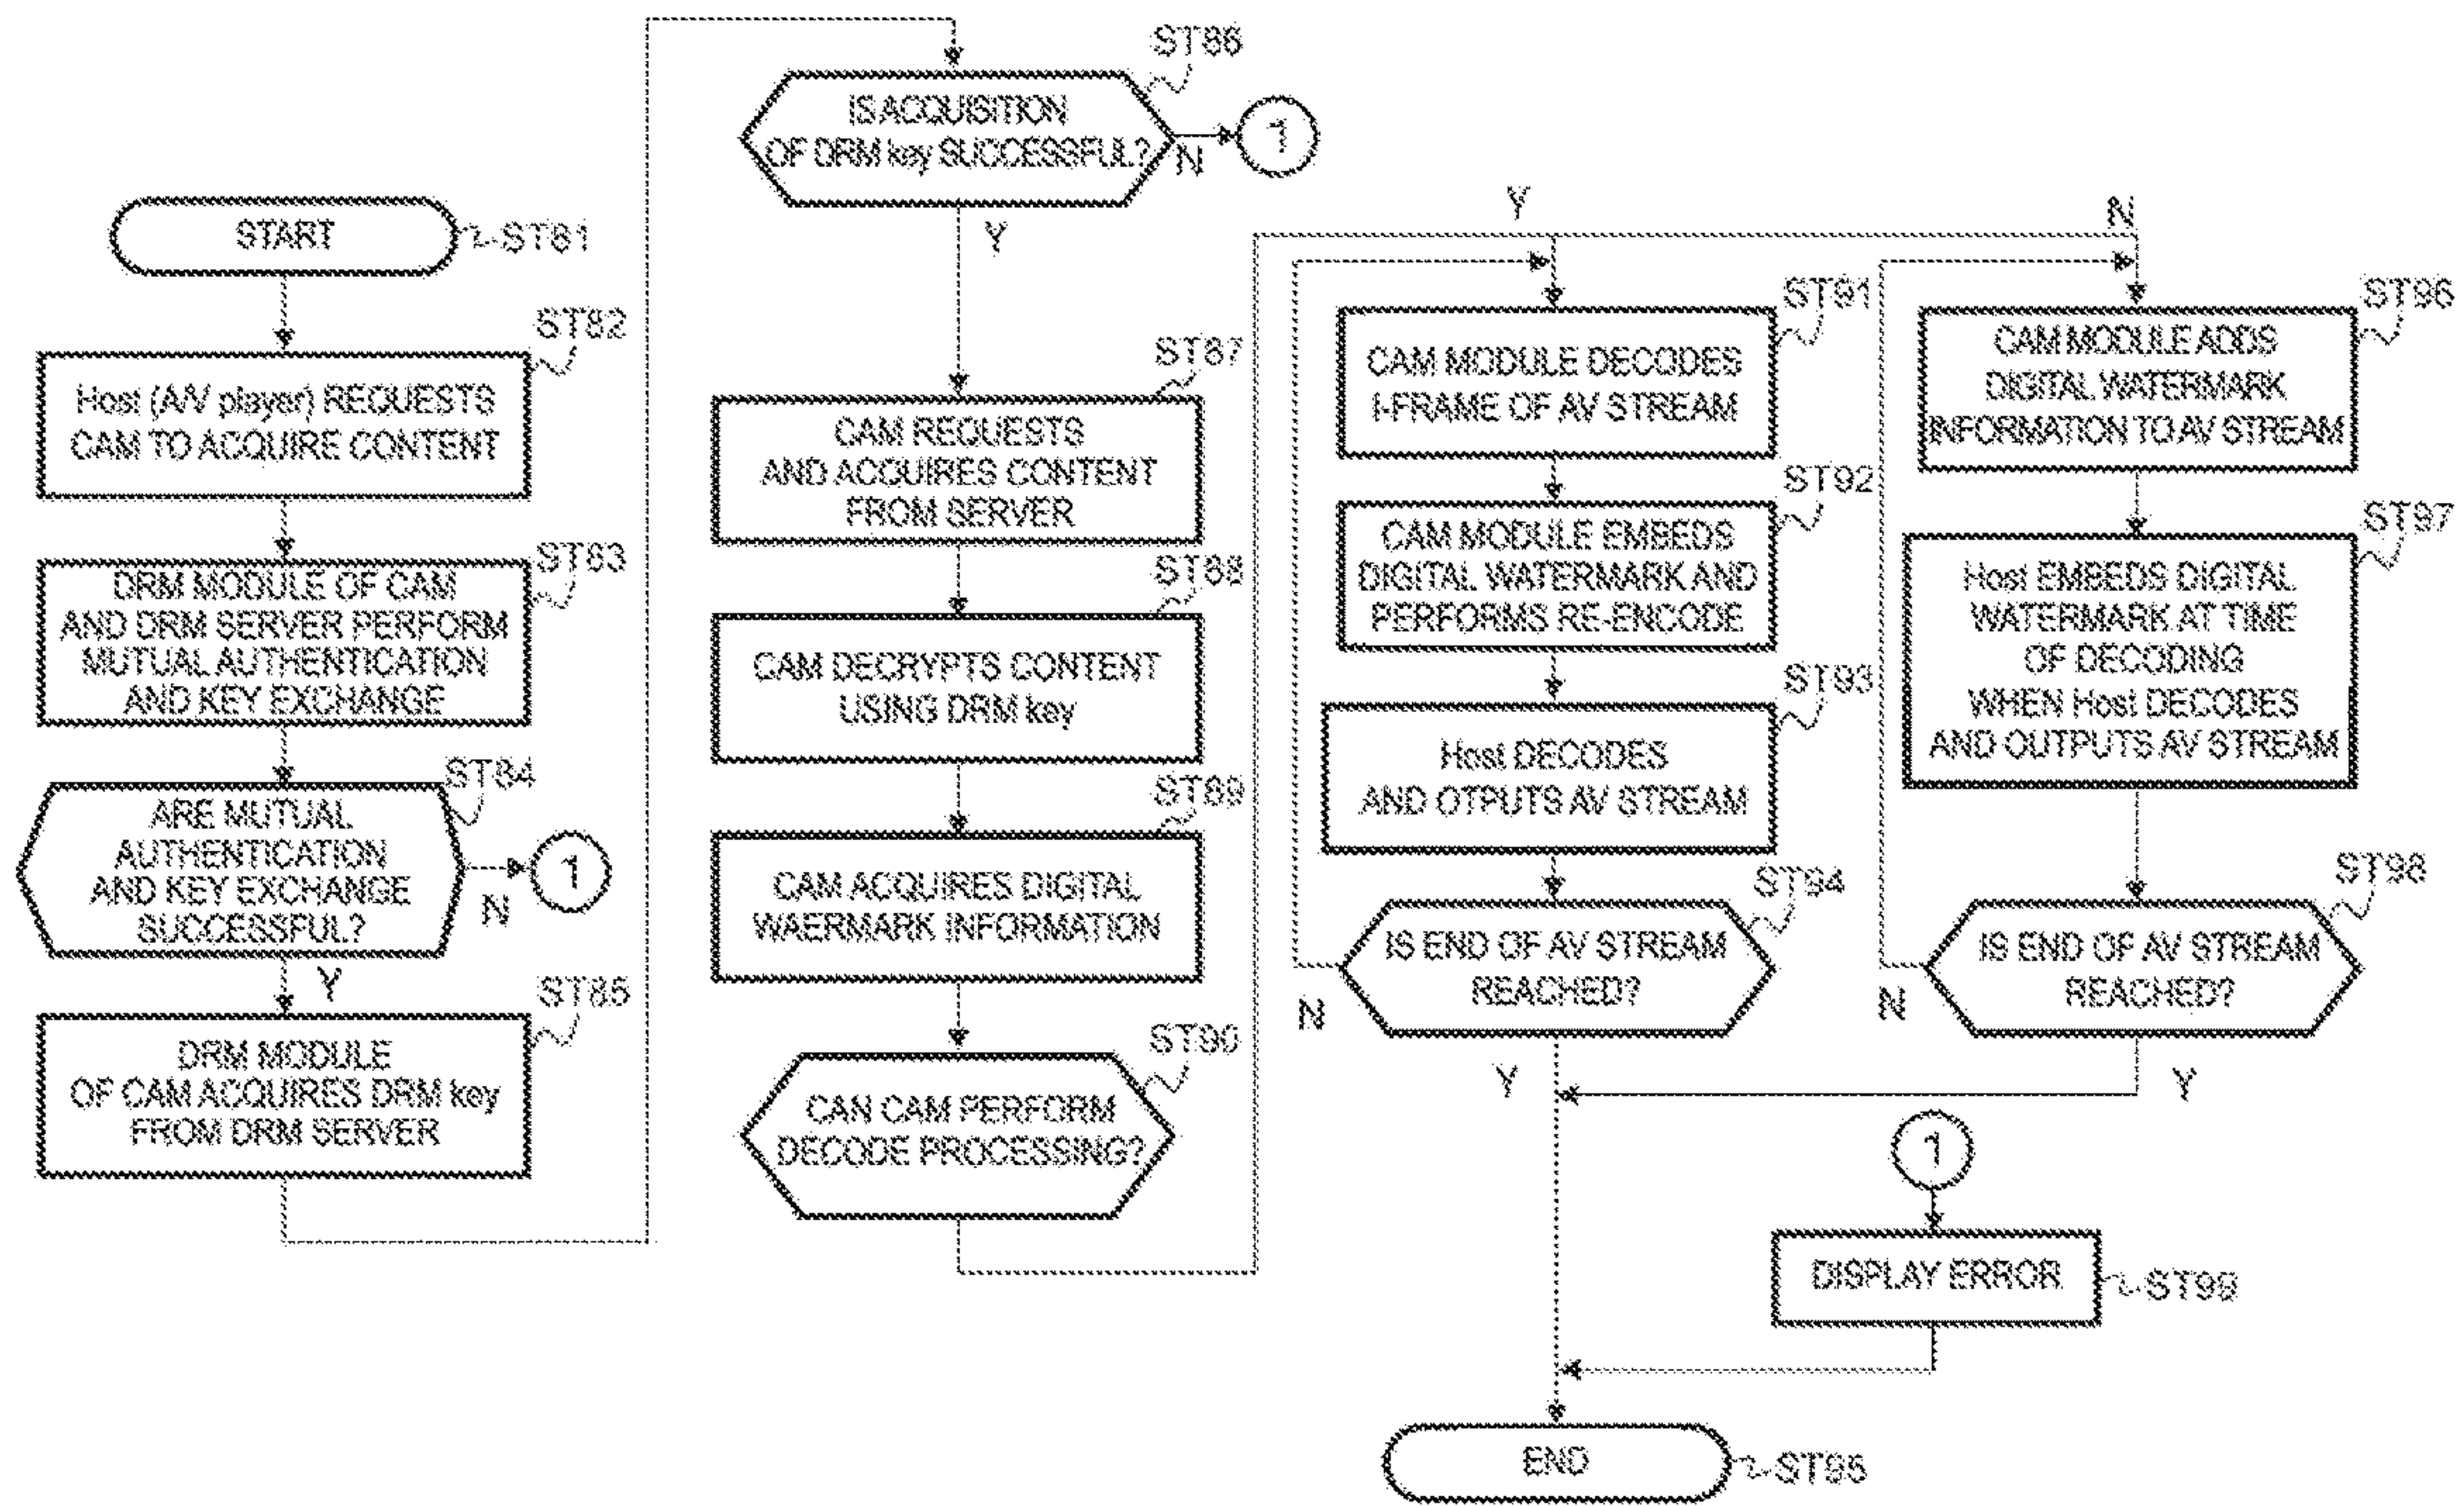 START
ST81
ST82
Host (A/V player) REQUESTS
CAM TO ACQUIRE CONTENT
ST83
DRM MODULE OF CAM
AND DRM SERVER PERFORM
MUTUAL AUTHENTICATION
AND KEY EXCHANGE
ST84
ARE MUTUAL
AUTHENTICATION
AND KEY EXCHANGE
SUCCESSFUL?
N
1
Y
ST85
DRM MODULE
OF CAM ACQUIRES DRM key
FROM DRM SERVER
ST86
IS ACQUISITION
OF DRM key SUCCESSFUL?
N
1
Y
ST87
CAM REQUESTS
AND ACQUIRES CONTENT
FROM SERVER
ST88
CAM DECRYPTS CONTENT
USING DRM key
ST89
CAM ACQUIRES DIGITAL
WAERMARK INFORMATION
ST90
CAN CAM PERFORM
DECODE PROCESSING?
Y
ST91
CAM MODULE DECODES
I-FRAME OF AV STREAM
ST92
CAM MODULE EMBEDS
DIGITAL WATERMARK AND
PERFORMS RE-ENCODE
ST93
Host DECODES
AND OTPUTS AV STREAM
ST94
IS END OF AV STREAM
REACHED?
N
Y
N
ST96
CAM MODULE ADDS
DIGITAL WATERMARK
INFORMATION TO AV STREAM
ST97
Host EMBEDS DIGITAL
WATERMARK AT TIME
OF DECODING
WHEN Host DECODES
AND OUTPUTS AV STREAM
ST98
IS END OF AV STREAM
REACHED?
N
Y
1
DISPLAY ERROR
ST99
END
ST95